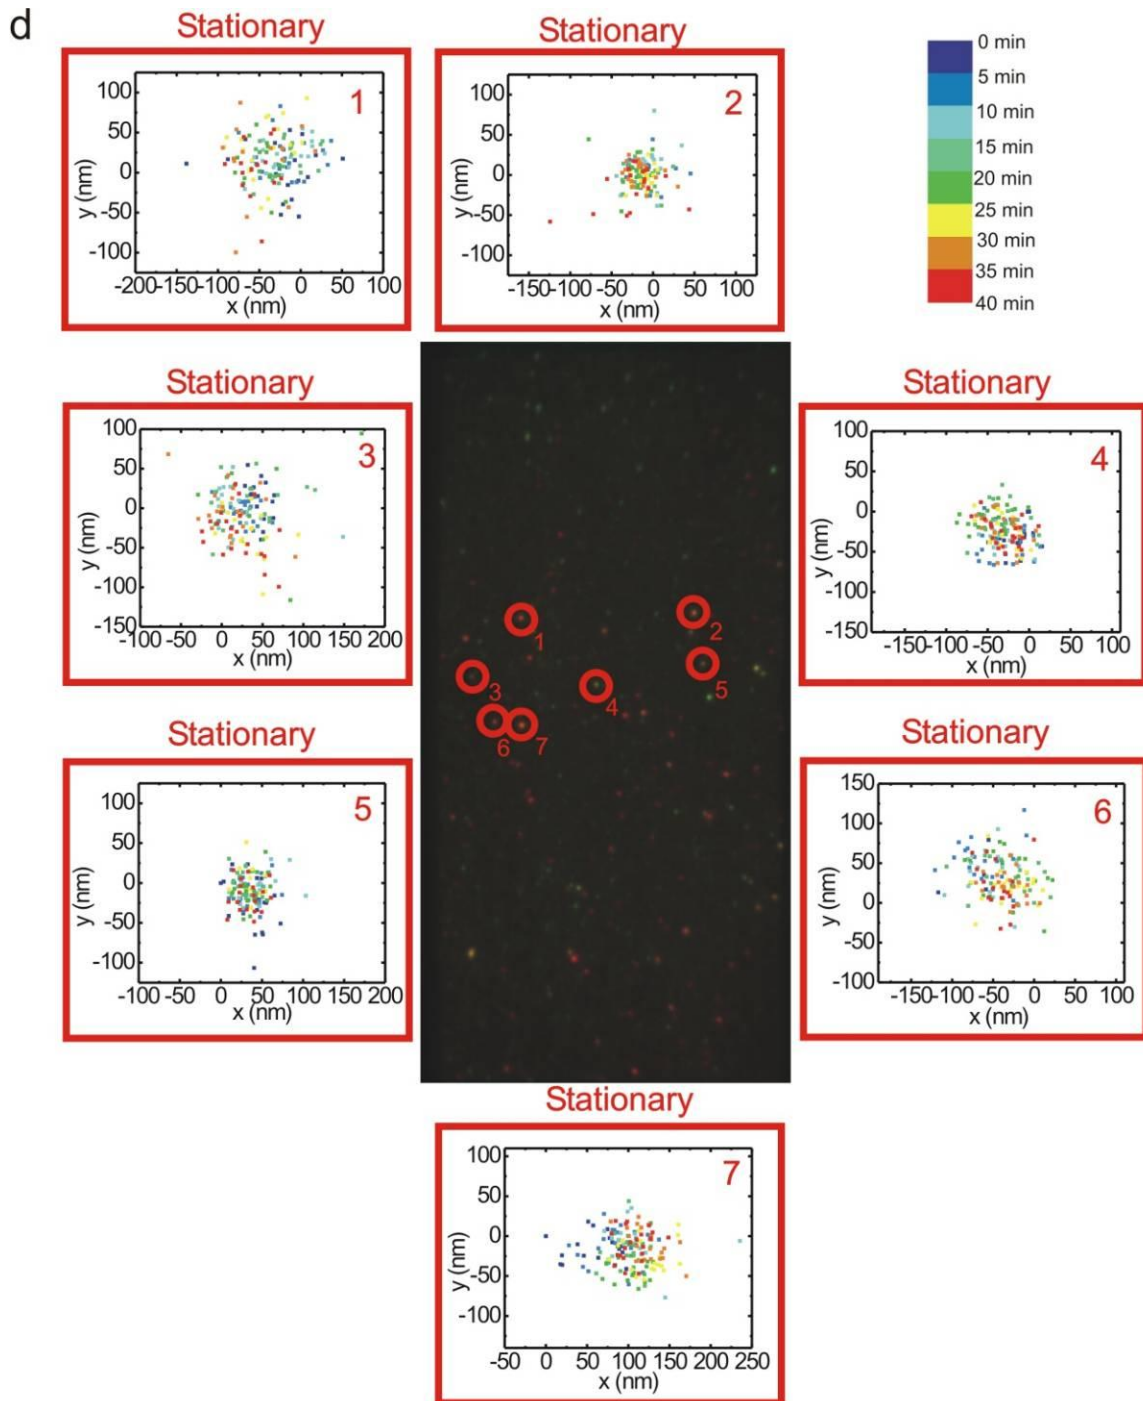 d
Stationary
1
100
50
0
-50
-100
y (nm)
-200-150-100 -50 0 50 100
x (nm)
Stationary
2
100
50
0
-50
-100
y (nm)
-150-100 -50 0 50 100
x (nm)
0 min
5 min
10 min
15 min
20 min
25 min
30 min
35 min
40 min
Stationary
3
100
50
0
-50
-100
-150
y (nm)
-100 -50 0 50 100 150 200
x (nm)
Stationary
4
100
50
0
-50
-100
-150
y (nm)
-150-100 -50 0 50 100
x (nm)
1
2
3
4
5
6
7
Stationary
5
100
50
0
-50
-100
y (nm)
-100 -50 0 50 100 150 200
x (nm)
Stationary
6
150
100
50
0
-50
-100
y (nm)
-150-100 -50 0 50 100
x (nm)
Stationary
7
100
50
0
-50
-100
y (nm)
-50 0 50 100 150 200 250
x (nm)